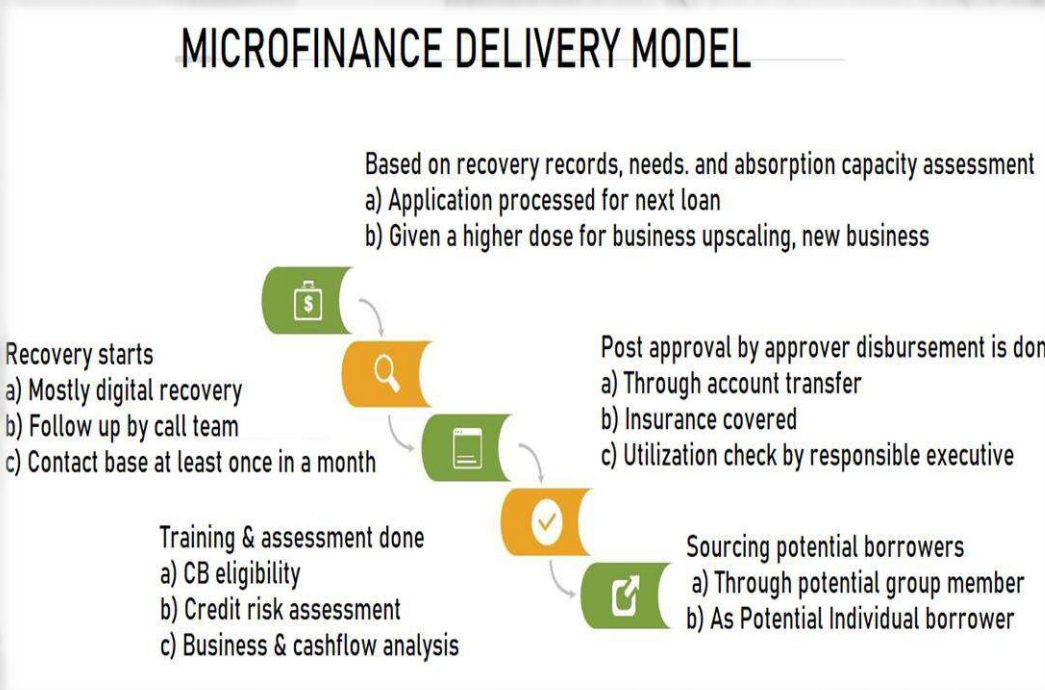 MICROFINANCE DELIVERY MODEL
Based on recovery records, needs. and absorption capacity assessment
a) Application processed for next loan
b) Given a higher dose for business upscaling, new business
$
Recovery starts
a) Mostly digital recovery
b) Follow up by call team
c) Contact base at least once in a month
Post approval by approver disbursement is don
a) Through account transfer
b) Insurance covered
c) Utilization check by responsible executive
Training & assessment done
a) CB eligibility
b) Credit risk assessment
c) Business & cashflow analysis
Sourcing potential borrowers
a) Through potential group member
b) As Potential Individual borrower